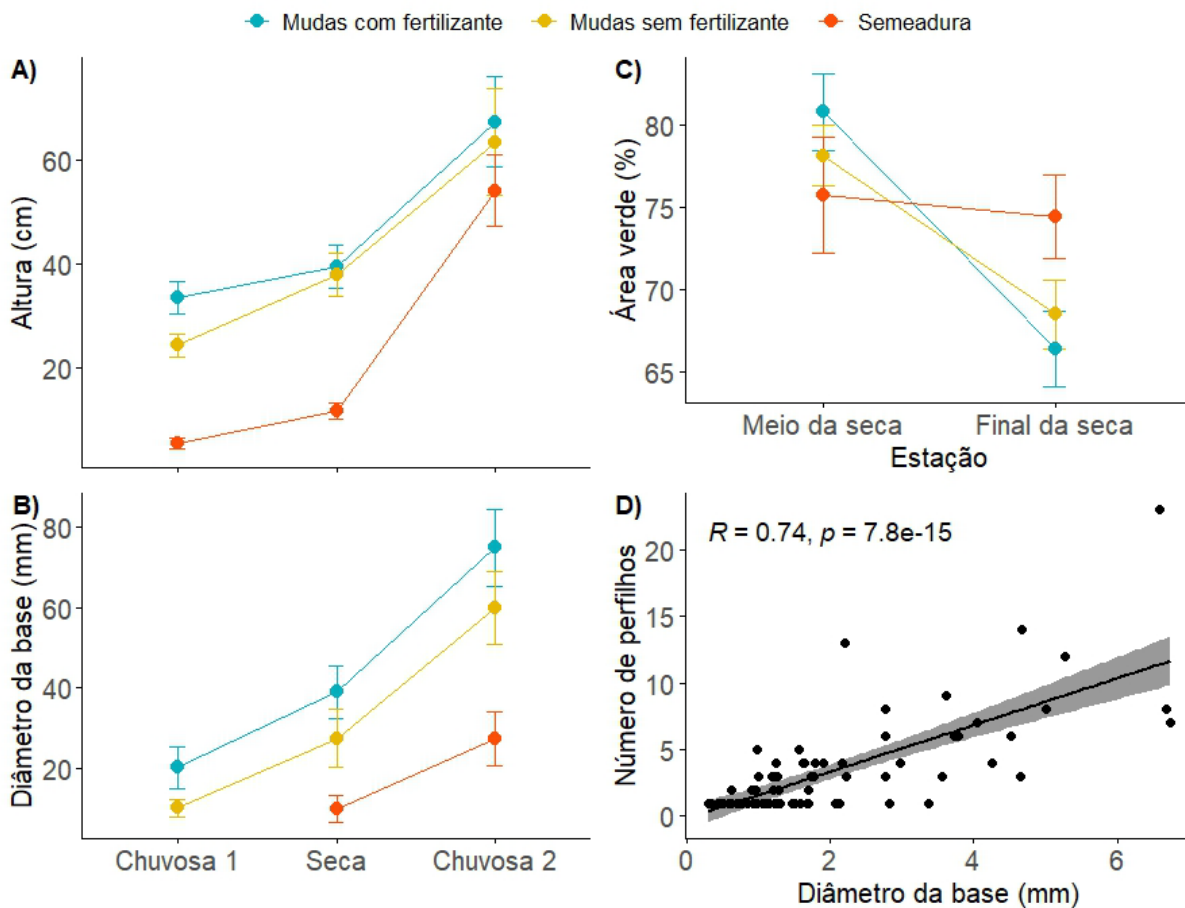 Mudas com fertilizante Mudas sem fertilizante Semeadura
A)
Altura (cm)
60
40
20
B)
Diâmetro da base (mm)
80
60
40
20
Chuvosa 1 Seca Chuvosa 2
C)
Área verde (%)
80
75
70
65
Meio da seca Final da seca
Estação
D)
R = 0.74, p = 7.8e-15
Número de perfilhos
20
15
10
5
0
0 2 4 6
Diâmetro da base (mm)